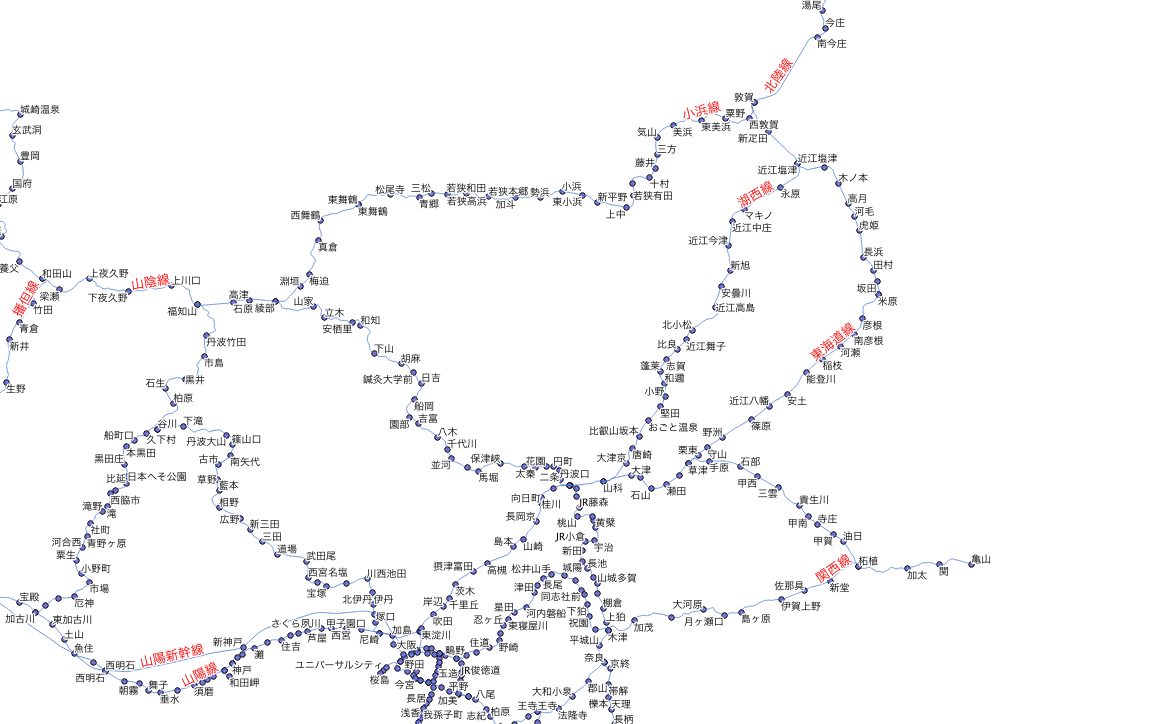 湯尾
今庄
南今庄
北陸線
敦賀
小浜線
粟野
西敦賀
東美浜
美浜
気山
新疋田
三方
藤井
十村
近江塩津
近江塩津
木ノ本
永原
湖西線
高月
河毛
虎姫
マキノ
近江中庄
近江今津
長浜
田村
坂田
米原
新旭
安曇川
近江高島
彦根
南彦根
東海道線
河瀬
稲枝
能登川
安土
近江八幡
篠原
野洲
守山
栗東
草津
手原
石部
甲西
三雲
貴生川
寺庄
甲南
甲賀
油日
柘植
関西線
新堂
佐那具
伊賀上野
島ヶ原
月ヶ瀬口
大河原
加茂
木津
加太
関
亀山
城崎温泉
玄武洞
豊岡
国府
江原
養父
和田山
梁瀬
上夜久野
下夜久野
山陰線
上川口
福知山
播但線
竹田
青倉
新井
生野
若狭有田
上中
新平野
小浜
東小浜
勢浜
若狭本郷
加斗
若狭和田
若狭高浜
三松
青郷
松尾寺
東舞鶴
東舞鶴
西舞鶴
真倉
梅迫
淵垣
高津
石原
綾部
山家
立木
安栖里
和知
下山
胡麻
鍼灸大学前
日吉
船岡
園部
吉富
八木
千代川
並河
馬堀
保津峡
太秦
花園
円町
二条
丹波口
北小松
近江舞子
比良
志賀
蓬莱
和邇
小野
堅田
おごと温泉
比叡山坂本
唐崎
大津京
大津
山科
石山
瀬田
丹波竹田
市島
黒井
石生
柏原
谷川
下滝
久下村
船町口
本黒田
黒田庄
日本へそ公園
比延
西脇市
滝野
滝
社町
河合西
青野ヶ原
粟生
小野町
市場
厄神
宝殿
加古川
東加古川
土山
魚住
西明石
西明石
山陽新幹線
朝霧
舞子
垂水
山陽線
須磨
和田岬
神戸
新神戸
灘
住吉
さくら夙川
芦屋
西宮
甲子園口
尼崎
加島
塚口
大阪
東淀川
丹波大山
篠山口
南矢代
古市
草野
藍本
相野
広野
新三田
三田
道場
武田尾
西宮名塩
宝塚
川西池田
北伊丹
伊丹
向日町
桂川
長岡京
山崎
島本
高槻
摂津富田
茨木
千里丘
岸辺
吹田
JR藤森
桃山
黄檗
JR小倉
宇治
新田
城陽
長池
山城多賀
松井山手
長尾
津田
同志社前
河内磐船
星田
東寝屋川
忍ヶ丘
住道
野崎
鴫野
JR俊徳道
棚倉
上狛
下狛
祝園
平城山
奈良
京終
郡山
帯解
櫟本
天理
長柄
大和小泉
法隆寺
王寺
王寺
ユニバーサルシティ
桜島
野田
今宮
玉造
平野
加美
八尾
志紀
柏原
長居
浅香
我孫子町